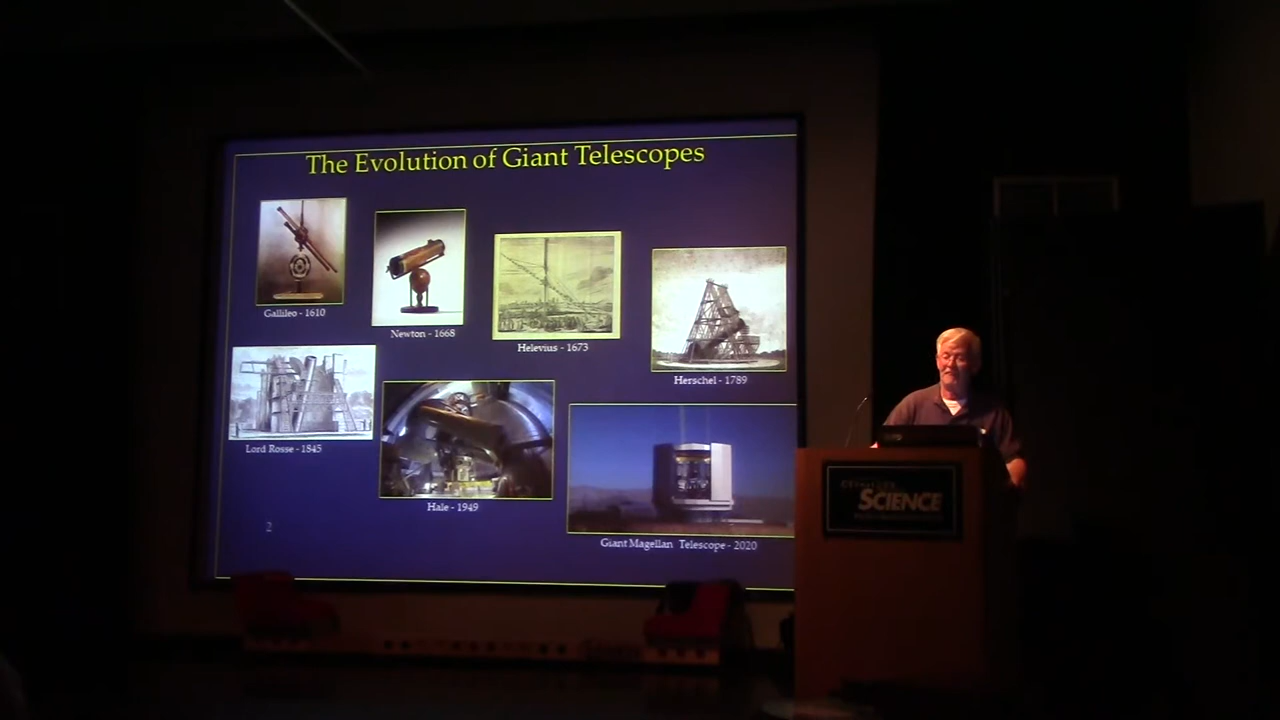 The Evolution of Giant Telescopes
Gallileo - 1610
Newton - 1668
Helevius - 1673
Herschel - 1789
Lord Rosse - 1845
Hale - 1949
Giant Magellan Telescope - 2020
2
SCIENCE